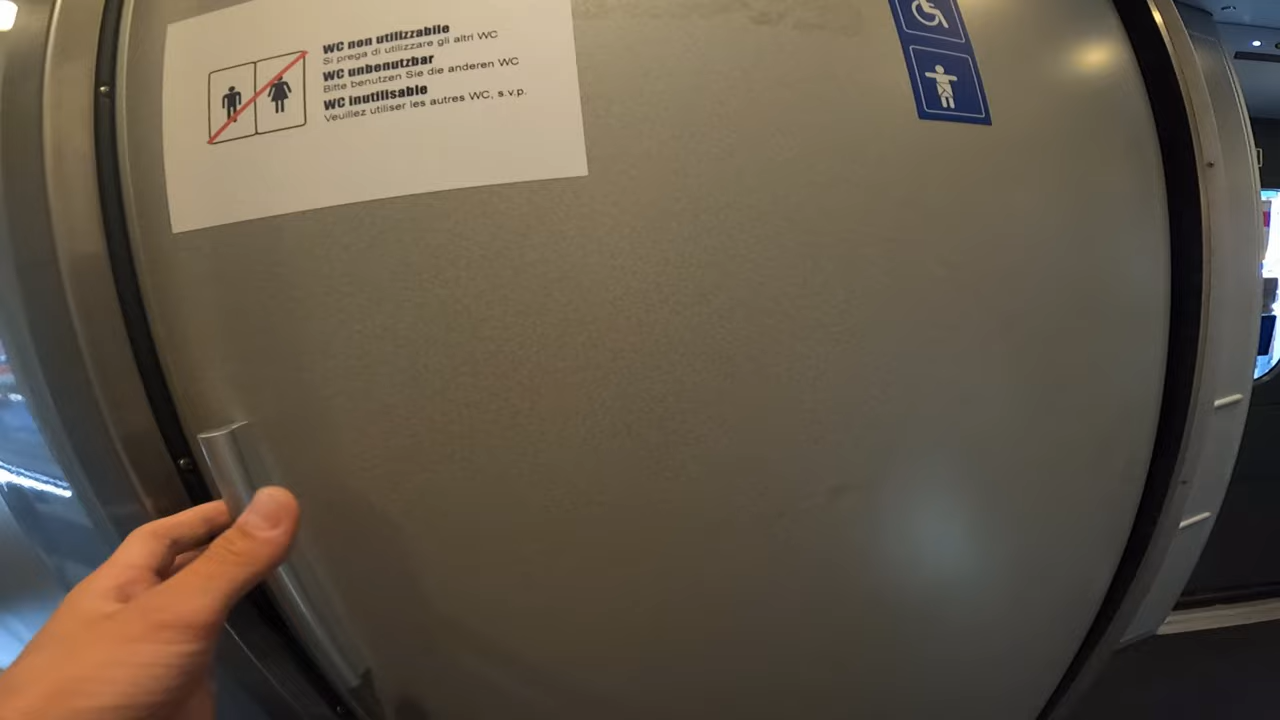 WC non utilizzabile
Si prega di utilizzare gli altri WC
WC unbenutzbar
Bitte benutzen Sie die anderen WC
WC inutilisable
Veuillez utiliser les autres WC, s.v.p.